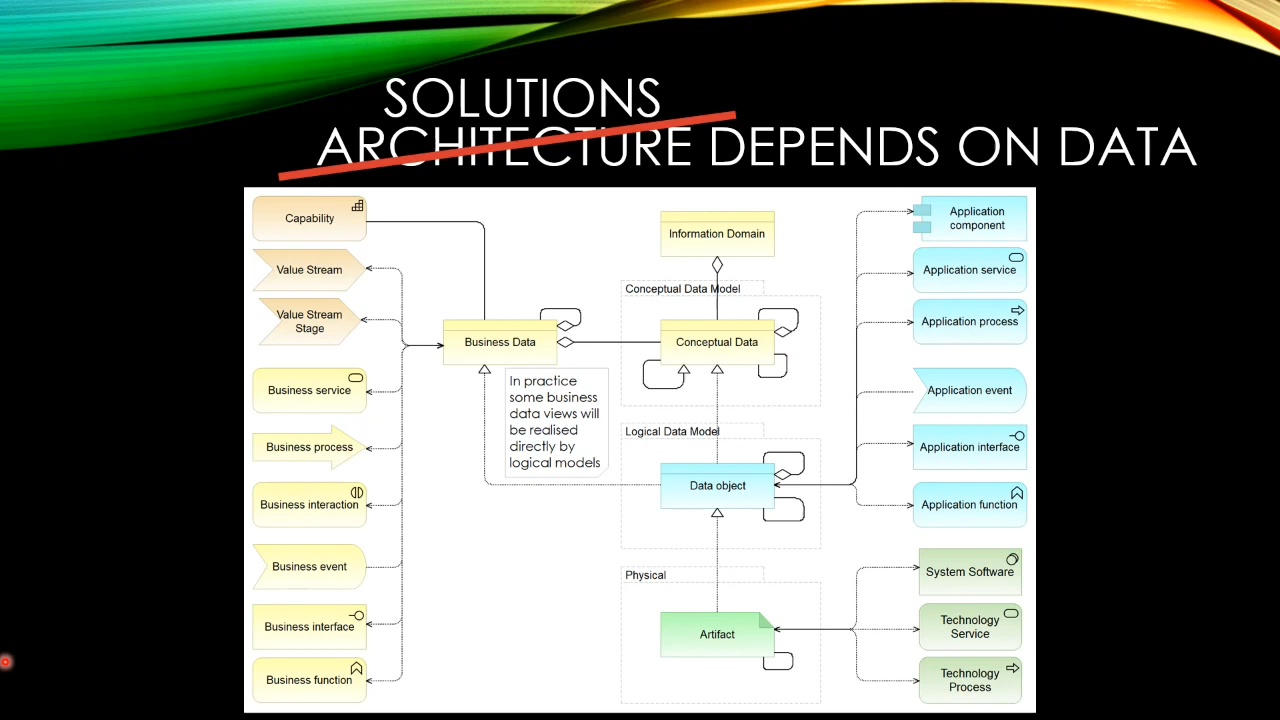 SOLUTIONS
ARCHITECTURE DEPENDS ON DATA
Capability
Value Stream
Value Stream
Stage
Business service
Business process
Business interaction
Business event
Business interface
Business function
Business Data
In practice
some business
data views will
be realised
directly by
logical models
Information Domain
Conceptual Data Model
Conceptual Data
Logical Data Model
Data object
Physical
Artifact
Application
component
Application service
Application process
Application event
Application interface
Application function
System Software
Technology
Service
Technology
Process